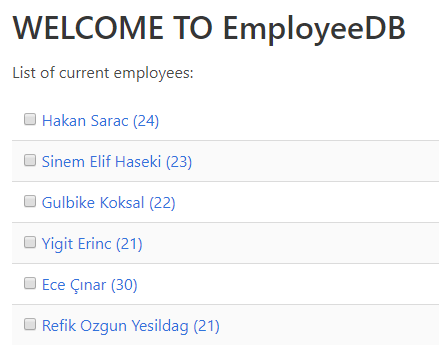 WELCOME TO EmployeeDB
List of current employees:
Hakan Sarac (24)
Sinem Elif Haseki (23)
Gulbike Koksal (22)
Yigit Erinc (21)
Ece Çınar (30)
Refik Ozgun Yesildag (21)